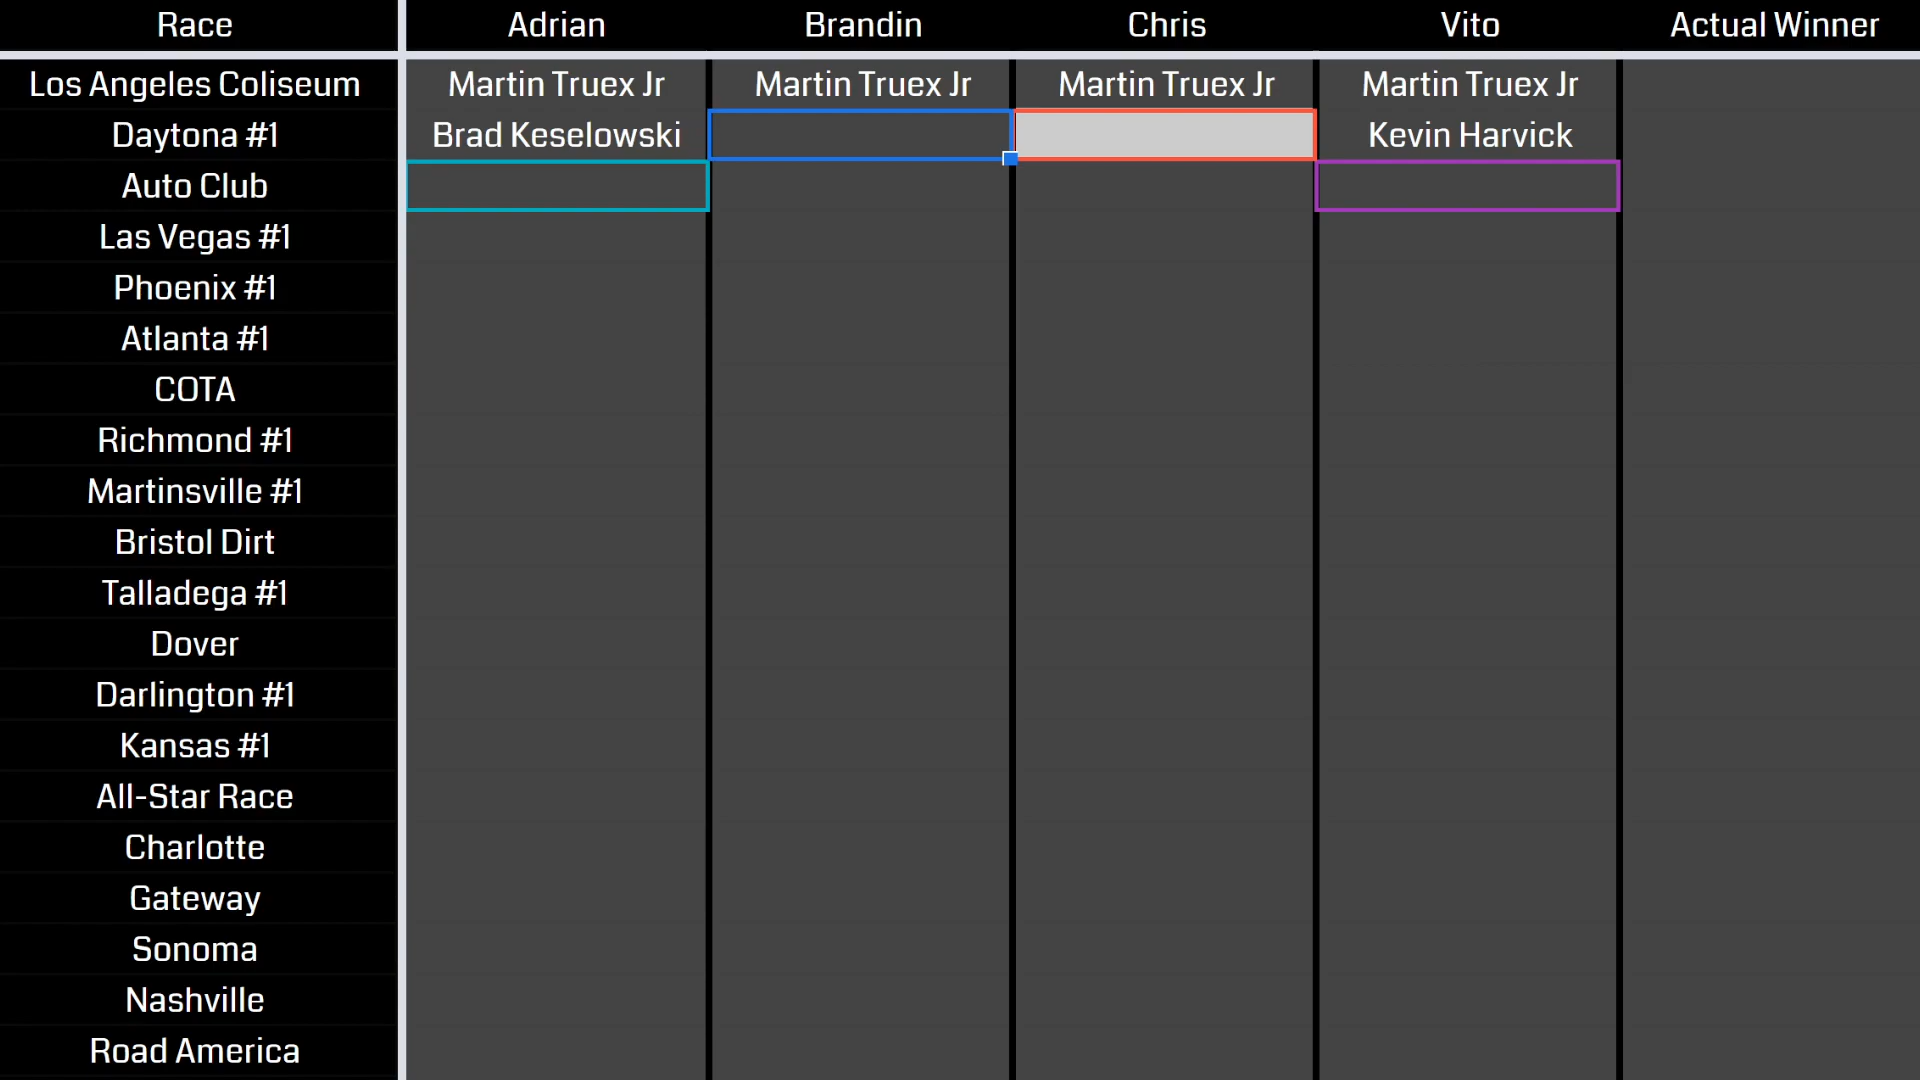 Race Adrian Brandin Chris Vito Actual Winner
Los Angeles Coliseum Martin Truex Jr Martin Truex Jr Martin Truex Jr Martin Truex Jr
Daytona #1 Brad Keselowski Kevin Harvick
Auto Club
Las Vegas #1
Phoenix #1
Atlanta #1
COTA
Richmond #1
Martinsville #1
Bristol Dirt
Talladega #1
Dover
Darlington #1
Kansas #1
All-Star Race
Charlotte
Gateway
Sonoma
Nashville
Road America